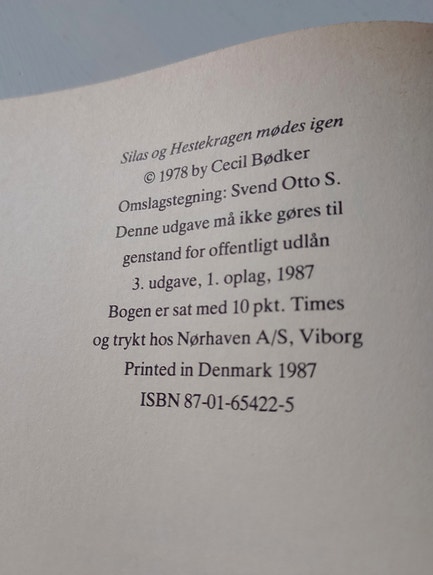 Silas og Hestekragen mødes igen
© 1978 by Cecil Bødker
Omslagstegning: Svend Otto S.
Denne udgave må ikke gøres til
genstand for offentligt udlån
3. udgave, 1. oplag, 1987
Bogen er sat med 10 pkt. Times
og trykt hos Nørhaven A/S, Viborg
Printed in Denmark 1987
ISBN 87-01-65422-5